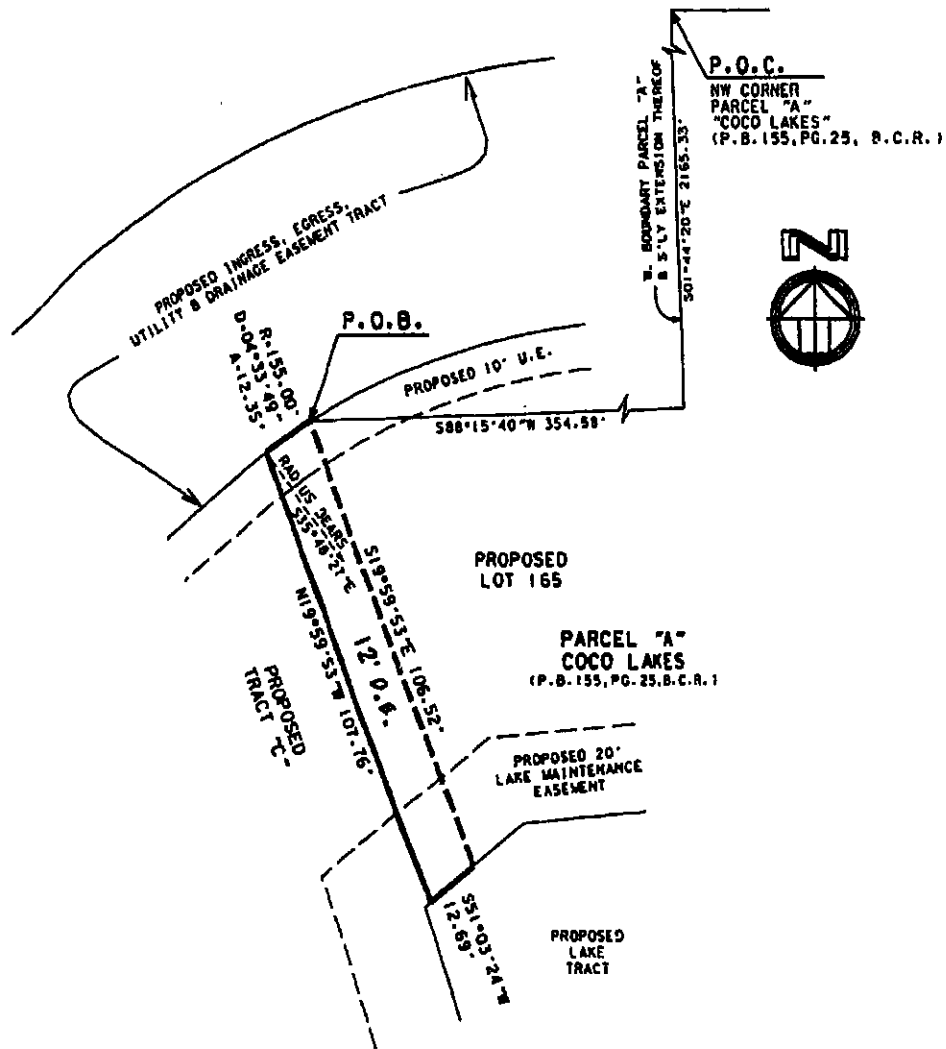 P.O.C.
NW CORNER
PARCEL "A"
"COCO LAKES"
(P.B.155,PG.25, B.C.R.)
W. BOUNDARY PARCEL "A"
& S'LY EXTENSION THEREOF
S01°44'20"E 2165.33'
N
PROPOSED INGRESS, EGRESS,
UTILITY & DRAINAGE EASEMENT TRACT
R=155.00'
D=04°33'49"
A=12.35'
P.O.B.
PROPOSED 10' U.E.
S88°15'40"W 354.58'
RADIUS BEARS
S35°48'27"E
S19°59'53"E 106.52'
12' D.E.
N19°59'53"W 107.76'
PROPOSED
LOT 165
PARCEL "A"
COCO LAKES
(P.B.155,PG.25,B.C.R.)
PROPOSED
TRACT "C"
PROPOSED 20'
LAKE MAINTENANCE
EASEMENT
S51°03'24"W
12.69'
PROPOSED
LAKE
TRACT